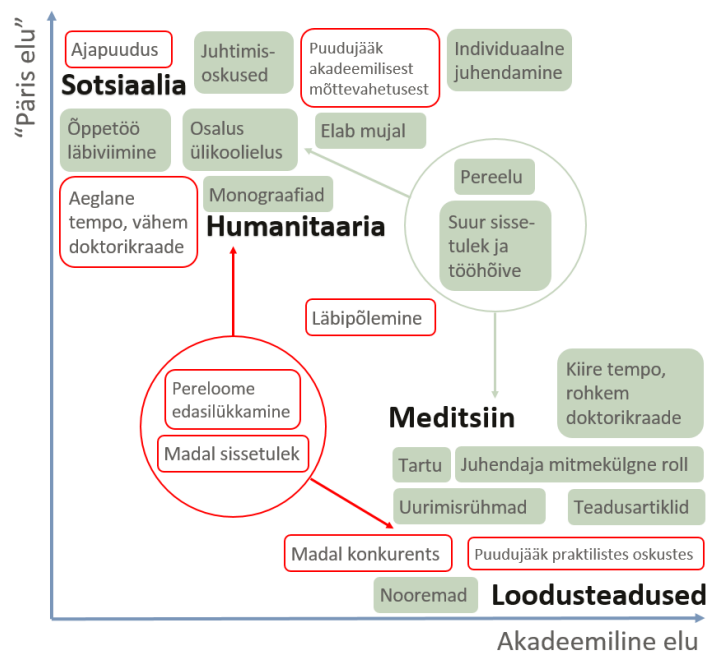 “Päris elu”
Ajapuudus
Juhtimis-
oskused
Puudujääk
akadeemilisest
mõttevahetusest
Individuaalne
juhendamine
Sotsiaalia
Õppetöö
läbiviimine
Osalus
ülikoolielus
Elab mujal
Pereelu
Aeglane
tempo, vähem
doktorikraade
Monograafiad
Humanitaaria
Suur sisse-
tulek ja
tööhõive
Läbipõlemine
Pereloome
edasilükkamine
Madal sissetulek
Kiire tempo,
rohkem
doktorikraade
Meditsiin
Tartu
Juhendaja mitmekülgne roll
Uurimisrühmad
Teadusartiklid
Madal konkurents
Puudujääk praktilistes oskustes
Nooremad
Loodusteadused
Akadeemiline elu